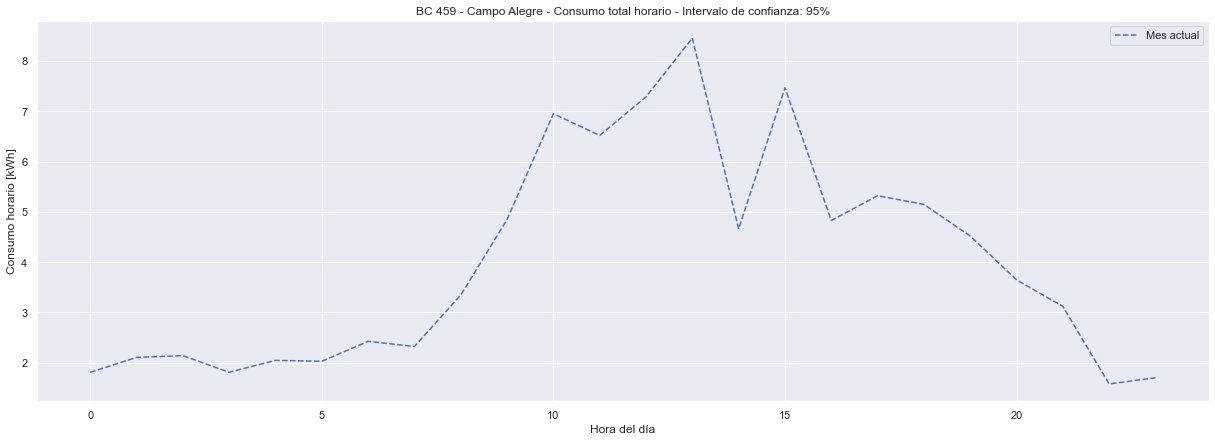 BC 459 - Campo Alegre - Consumo total horario - Intervalo de confianza: 95%
Mes actual
Consumo horario [kWh]
8
7
6
5
4
3
2
0 5 10 15 20
Hora del día